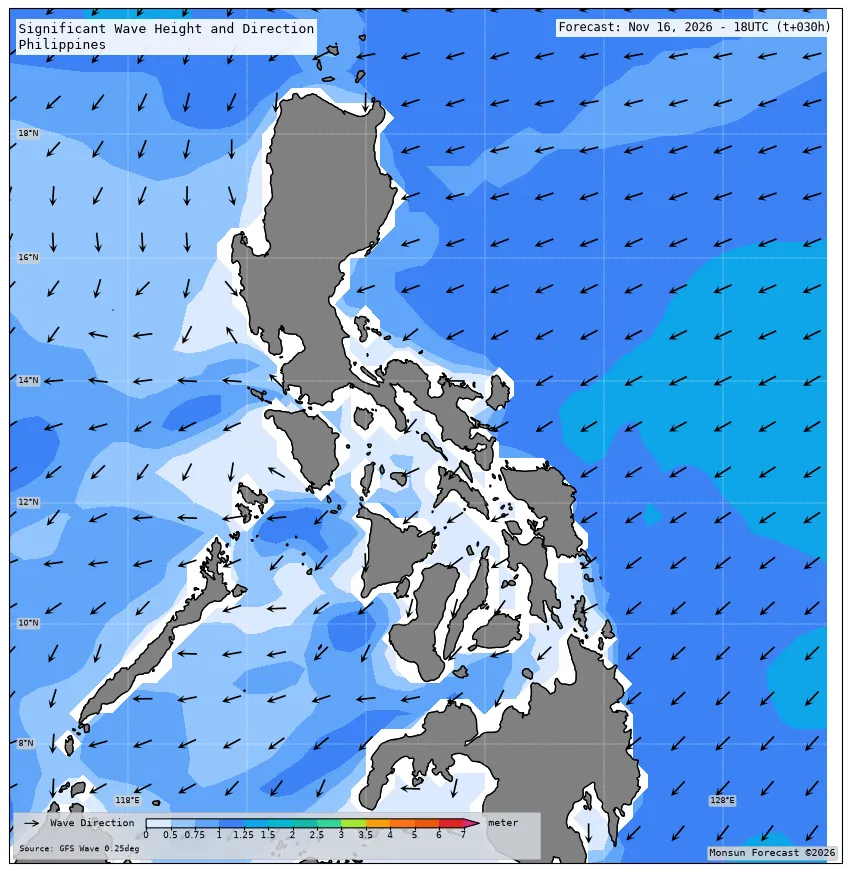 Significant Wave Height and Direction
Philippines
Forecast: Nov 16, 2026 - 18UTC (t+030h)
18°N
16°N
14°N
12°N
10°N
8°N
118°E
128°E
Wave Direction
0 0.5 0.75 1 1.25 1.5 2 2.5 3 3.5 4 5 6 7
meter
Source: GFS Wave 0.25deg
Monsun Forecast ©2026